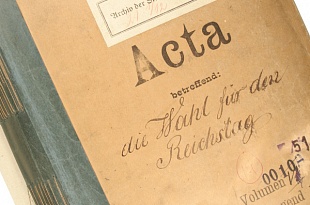 Archiv der S
Acta
betreffend:
die Wahl für den
Reichstag
51
Volumen